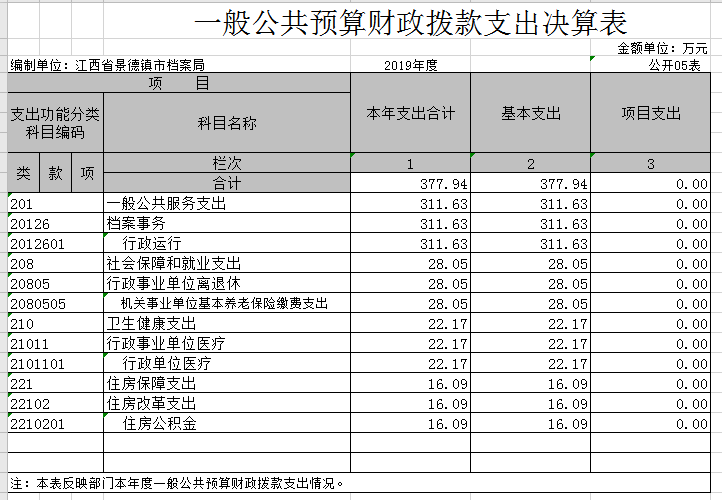 一般公共预算财政拨款支出决算表
金额单位：万元
编制单位：江西省景德镇市档案局 2019年度 公开05表
项 目 本年支出合计 基本支出 项目支出
支出功能分类科目编码 科目名称
类 款 项 栏次 1 2 3
合计 377.94 377.94 0.00
201 一般公共服务支出 311.63 311.63 0.00
20126 档案事务 311.63 311.63 0.00
2012601 行政运行 311.63 311.63 0.00
208 社会保障和就业支出 28.05 28.05 0.00
20805 行政事业单位离退休 28.05 28.05 0.00
2080505 机关事业单位基本养老保险缴费支出 28.05 28.05 0.00
210 卫生健康支出 22.17 22.17 0.00
21011 行政事业单位医疗 22.17 22.17 0.00
2101101 行政单位医疗 22.17 22.17 0.00
221 住房保障支出 16.09 16.09 0.00
22102 住房改革支出 16.09 16.09 0.00
2210201 住房公积金 16.09 16.09 0.00
注：本表反映部门本年度一般公共预算财政拨款支出情况。